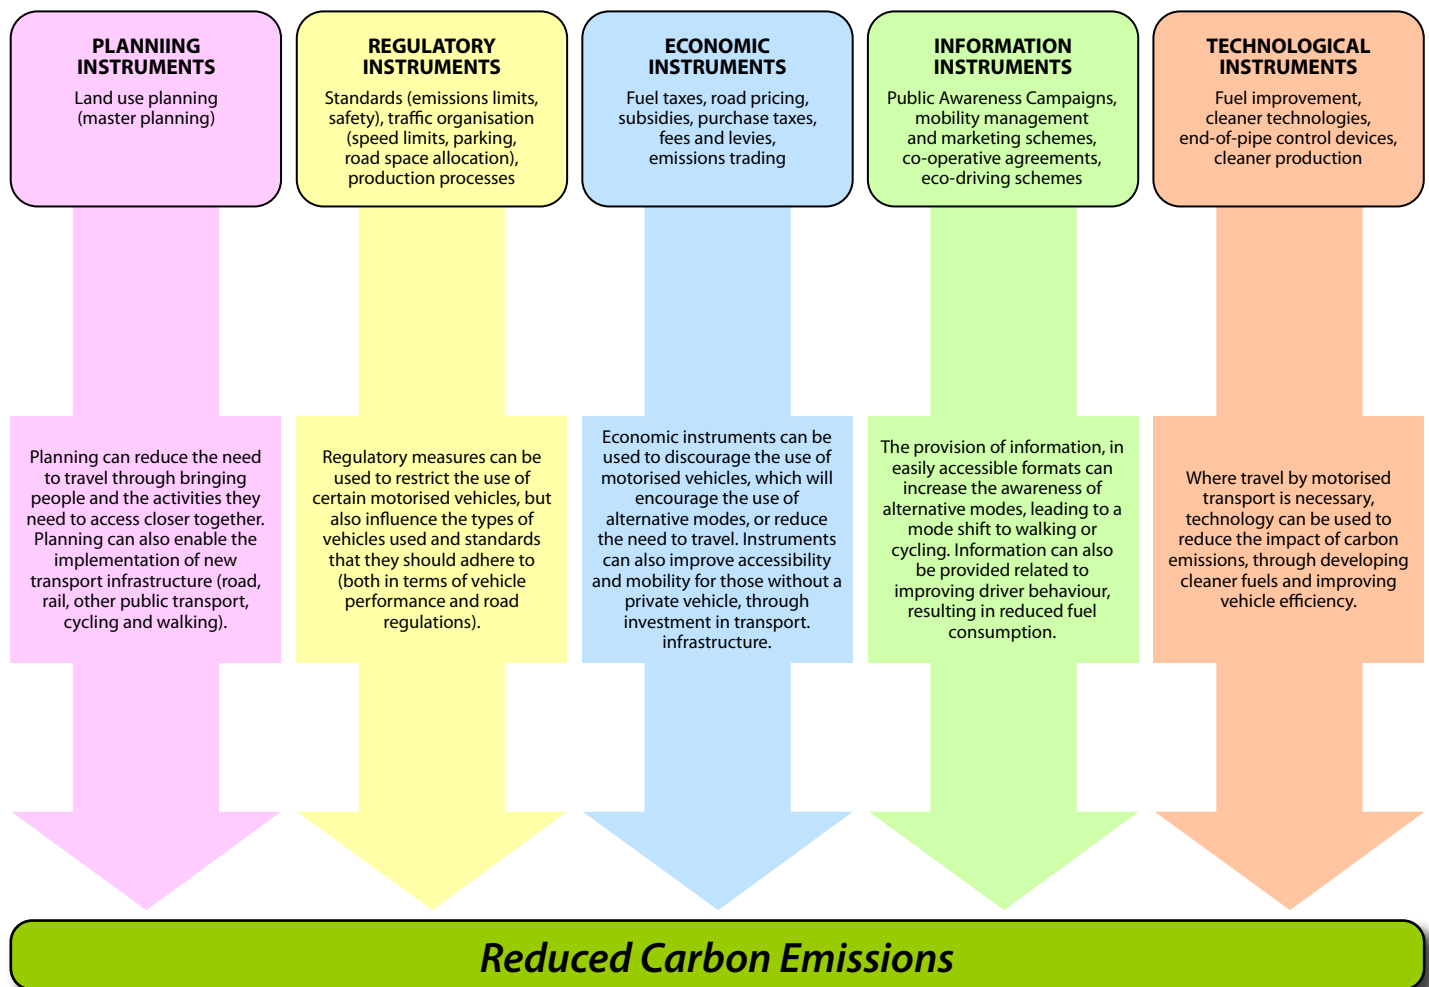 PLANNIING
INSTRUMENTS
Land use planning
(master planning)
REGULATORY
INSTRUMENTS
Standards (emissions limits,
safety), traffic organisation
(speed limits, parking,
road space allocation),
production processes
ECONOMIC
INSTRUMENTS
Fuel taxes, road pricing,
subsidies, purchase taxes,
fees and levies,
emissions trading
INFORMATION
INSTRUMENTS
Public Awareness Campaigns,
mobility management
and marketing schemes,
co-operative agreements,
eco-driving schemes
TECHNOLOGICAL
INSTRUMENTS
Fuel improvement,
cleaner technologies,
end-of-pipe control devices,
cleaner production
Planning can reduce the need
to travel through bringing
people and the activities they
need to access closer together.
Planning can also enable the
implementation of new
transport infrastructure (road,
rail, other public transport,
cycling and walking).
Regulatory measures can be
used to restrict the use of
certain motorised vehicles, but
also influence the types of
vehicles used and standards
that they should adhere to
(both in terms of vehicle
performance and road
regulations).
Economic instruments can be
used to discourage the use of
motorised vehicles, which will
encourage the use of
alternative modes, or reduce
the need to travel. Instruments
can also improve accessibility
and mobility for those without a
private vehicle, through
investment in transport.
infrastructure.
The provision of information, in
easily accessible formats can
increase the awareness of
alternative modes, leading to a
mode shift to walking or
cycling. Information can also
be provided related to
improving driver behaviour,
resulting in reduced fuel
consumption.
Where travel by motorised
transport is necessary,
technology can be used to
reduce the impact of carbon
emissions, through developing
cleaner fuels and improving
vehicle efficiency.
Reduced Carbon Emissions